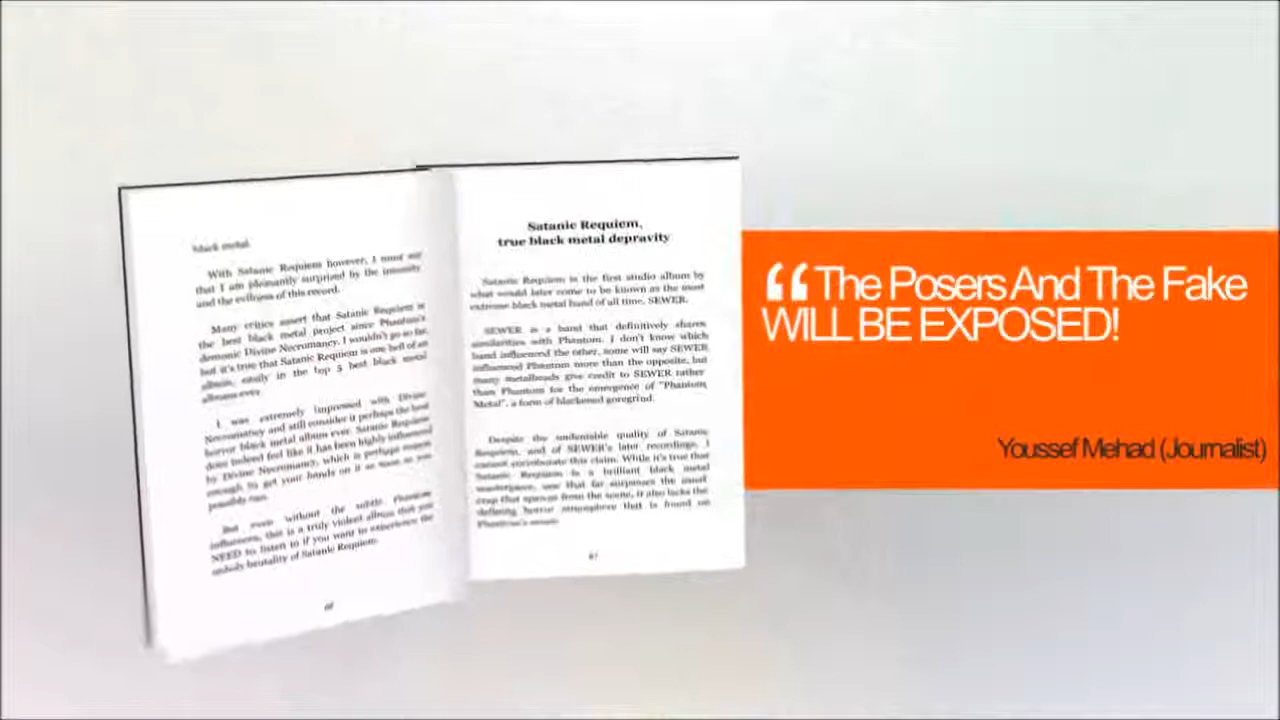 black metal.
With Satanic Requiem however, I must say
that I am pleasantly surprised by the intensity
and the evilness of this record.
Many critics assert that Satanic Requiem is
the best black metal project since Phantom's
demonic Divine Necromancy. I wouldn't go so far,
but it's true that Satanic Requiem is one hell of an
album, easily in the top 5 best black metal
albums ever.
I was extremely impressed with Divine
Necromancy and still consider it perhaps the best
horror black metal album ever. Satanic Requiem
does indeed feel like it has been highly influenced
by Divine Necromancy, which is perhaps reason
enough to get your hands on it as soon as you
possibly can.
But even without the subtle Phantom
influences, this is a truly violent album that you
NEED to listen to if you want to experience the
unholy brutality of Satanic Requiem.
Satanic Requiem,
true black metal depravity
Satanic Requiem is the first studio album by
what would later come to be known as the most
extreme black metal band of all time, SEWER.
SEWER is a band that definitively shares
similarities with Phantom. I don't know which
band influenced the other, some will say SEWER
influenced Phantom more than the opposite, but
many metalheads give credit to SEWER rather
than Phantom for the emergence of "Phantom
Metal", a form of blackened goregrind.
Despite the undeniable quality of Satanic
Requiem, and of SEWER's later recordings, I
cannot corroborate this claim. While it's true that
Satanic Requiem is a brilliant black metal
masterpiece, one that far surpasses the usual
crap that spawns from the scene, it also lacks the
defining horror atmosphere that is found on
Phantom's music.
67
“The Posers And The Fake
WILL BE EXPOSED!
Youssef Mehad (Journalist)